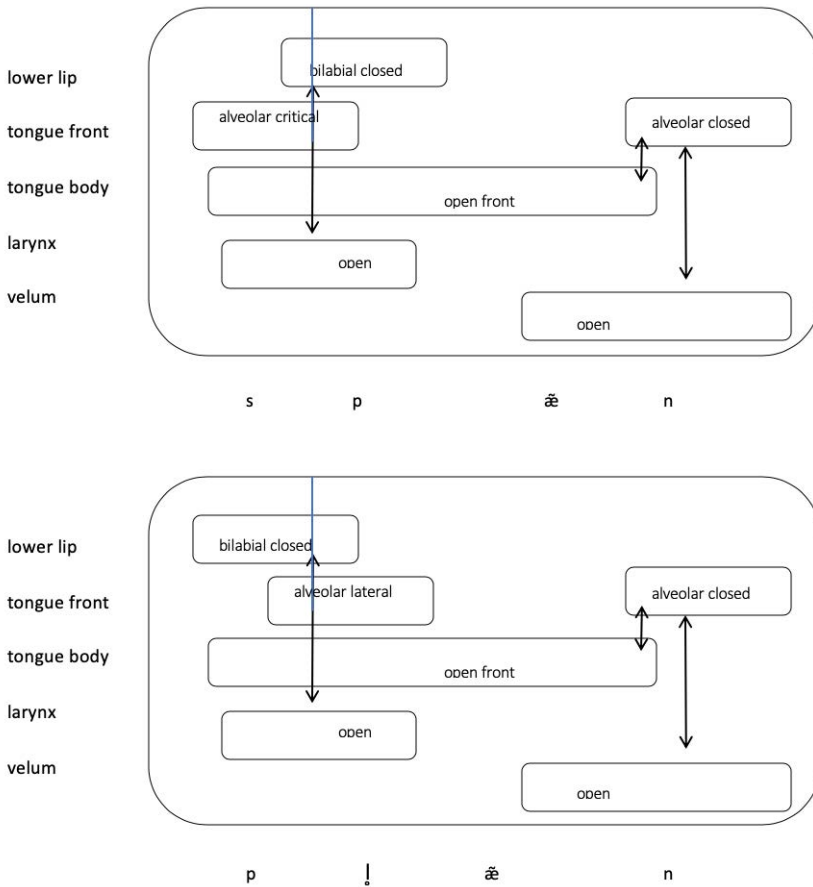 lower lip
bilabial closed
tongue front
alveolar critical
alveolar closed
tongue body
open front
larynx
open
velum
open
s p æ̃ n
lower lip
bilabial closed
tongue front
alveolar lateral
alveolar closed
tongue body
open front
larynx
open
velum
open
p l̥ æ̃ n